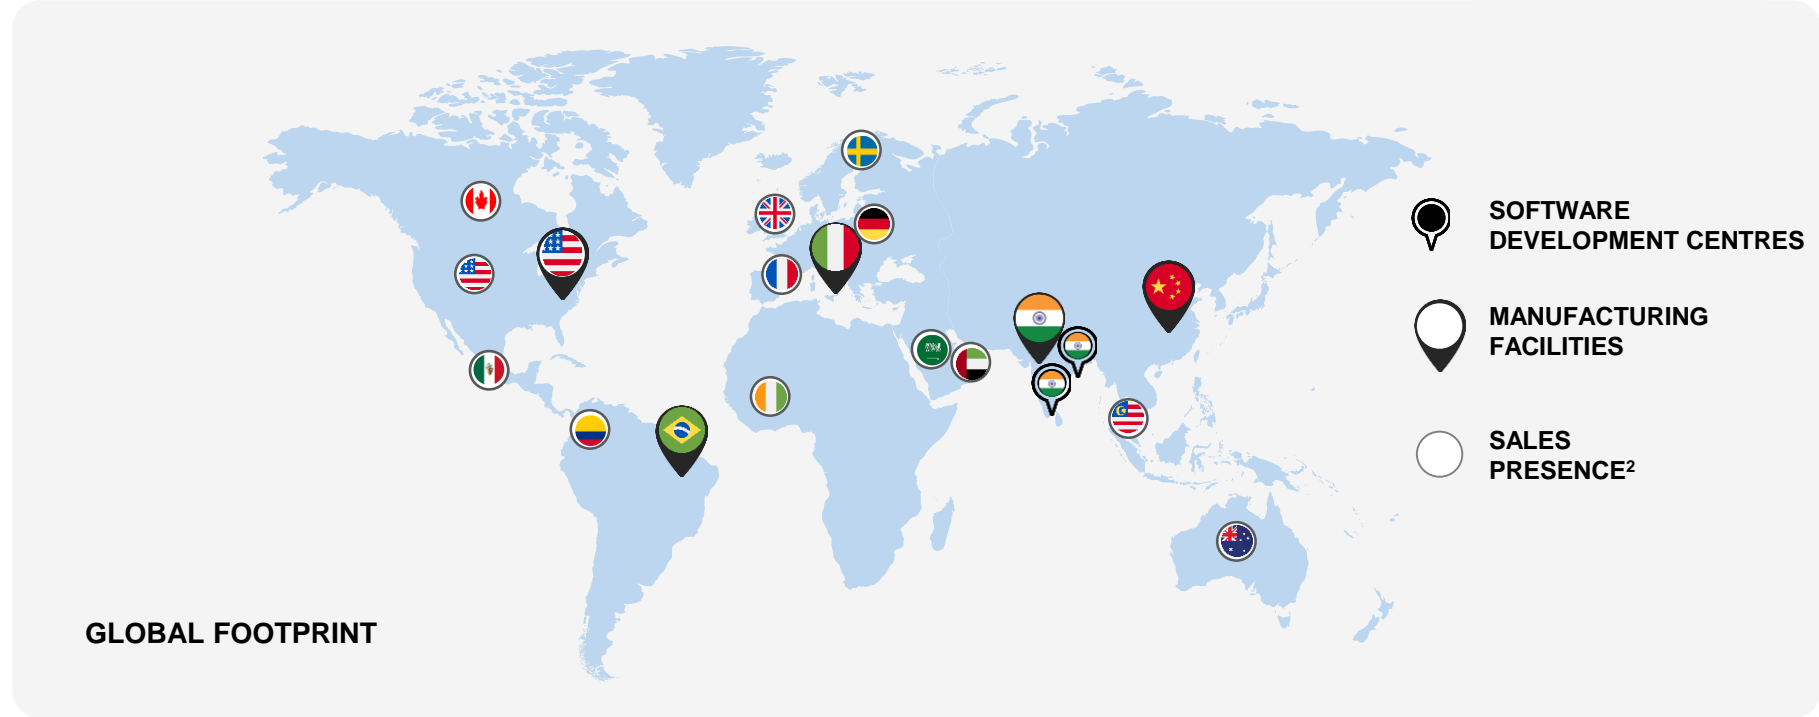 SOFTWARE
DEVELOPMENT CENTRES
MANUFACTURING
FACILITIES
SALES
PRESENCE²
GLOBAL FOOTPRINT